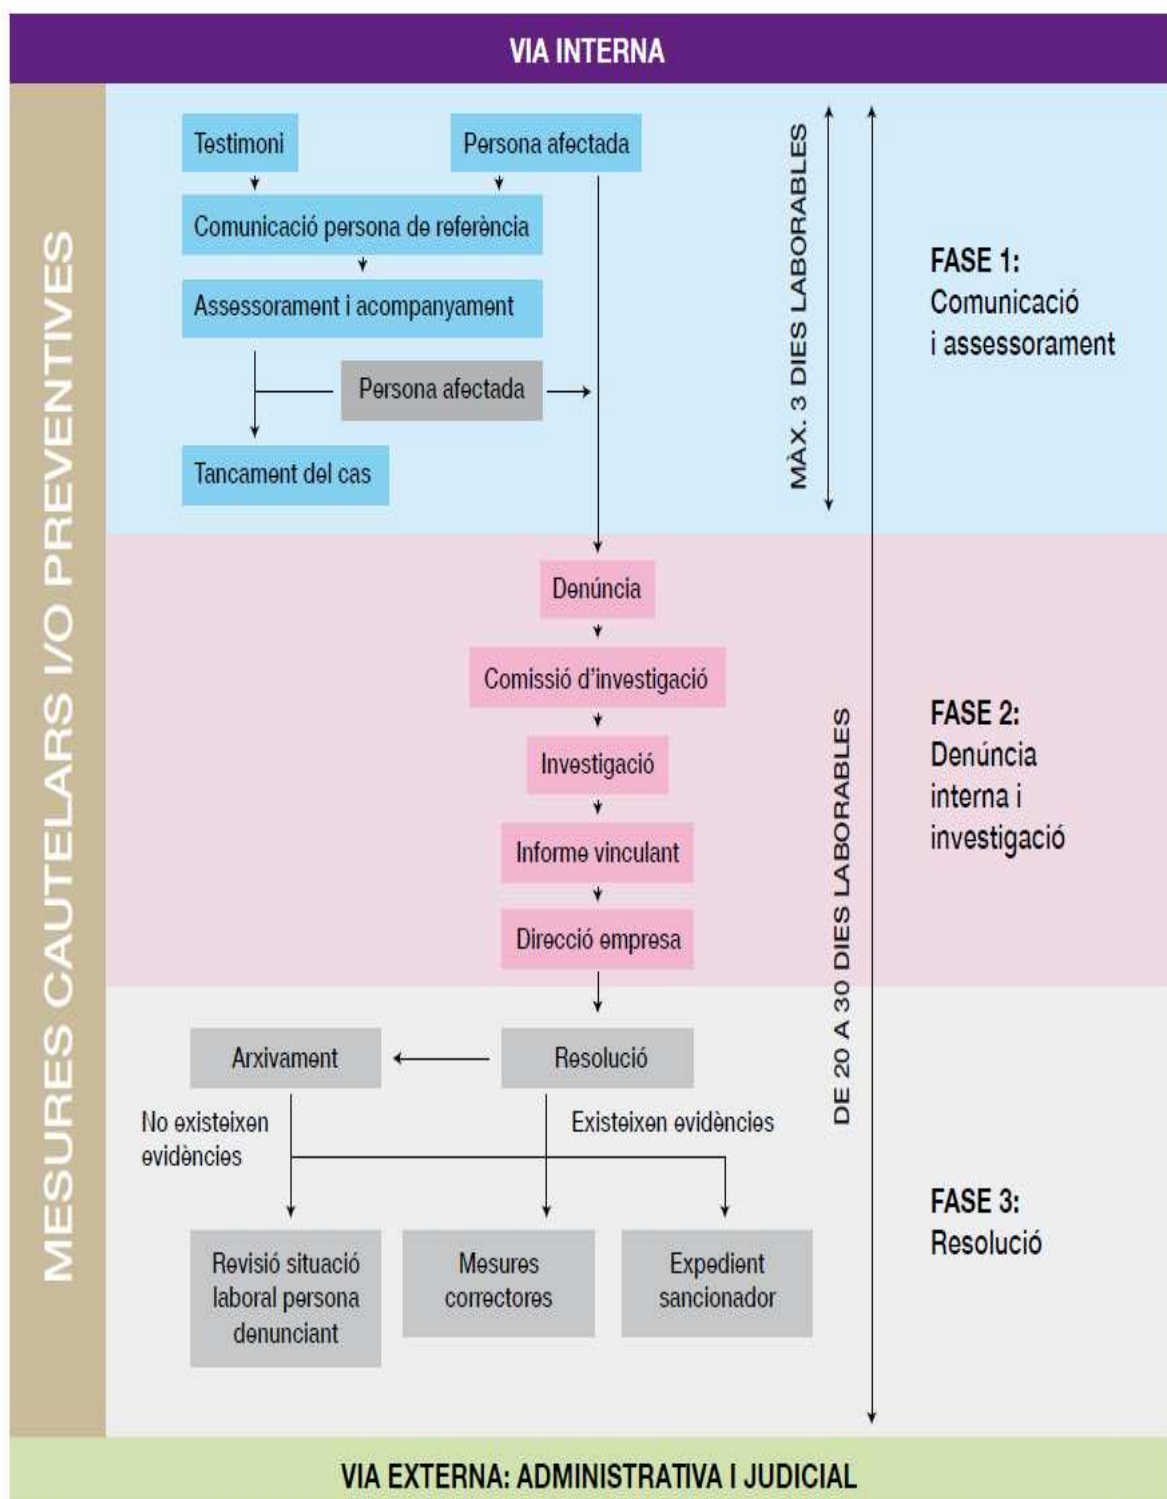 VIA INTERNA
MESURES CAUTELARS I/O PREVENTIVES
Testimoni
Persona afectada
Comunicació persona de referència
Assessorament i acompanyament
Persona afectada
Tancament del cas
MÀX. 3 DIES LABORABLES
FASE 1:
Comunicació
i assessorament
Denúncia
Comissió d'investigació
Investigació
Informe vinculant
Direcció empresa
DE 20 A 30 DIES LABORABLES
FASE 2:
Denúncia
interna i
investigació
Arxivament
Resolució
No existeixen
evidències
Existeixen evidències
Revisió situació
laboral persona
denunciant
Mesures
correctores
Expedient
sancionador
FASE 3:
Resolució
VIA EXTERNA: ADMINISTRATIVA I JUDICIAL